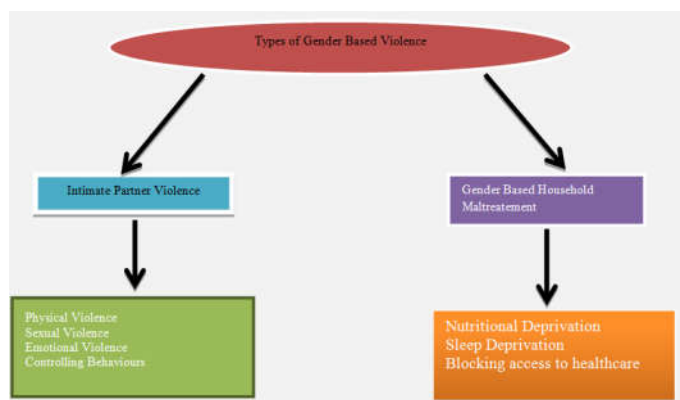 Types of Gender Based Violence
Intimate Partner Violence
Gender Based Household
Maltreatement
Physical Violence
Sexual Violence
Emotional Violence
Controlling Behaviours
Nutritional Deprivation
Sleep Deprivation
Blocking access to healthcare